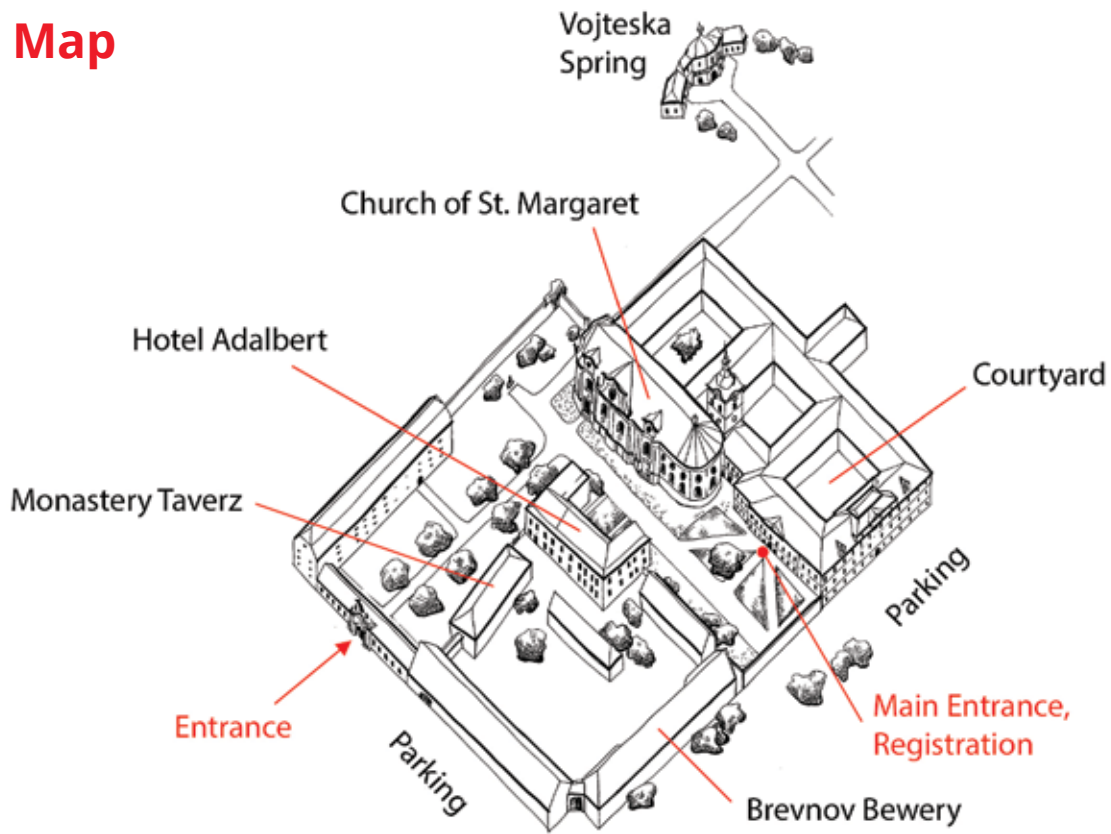 Map
Vojteska
Spring
Church of St. Margaret
Hotel Adalbert
Courtyard
Monastery Taverz
Parking
Entrance
Main Entrance,
Registration
Parking
Brevnov Bewery